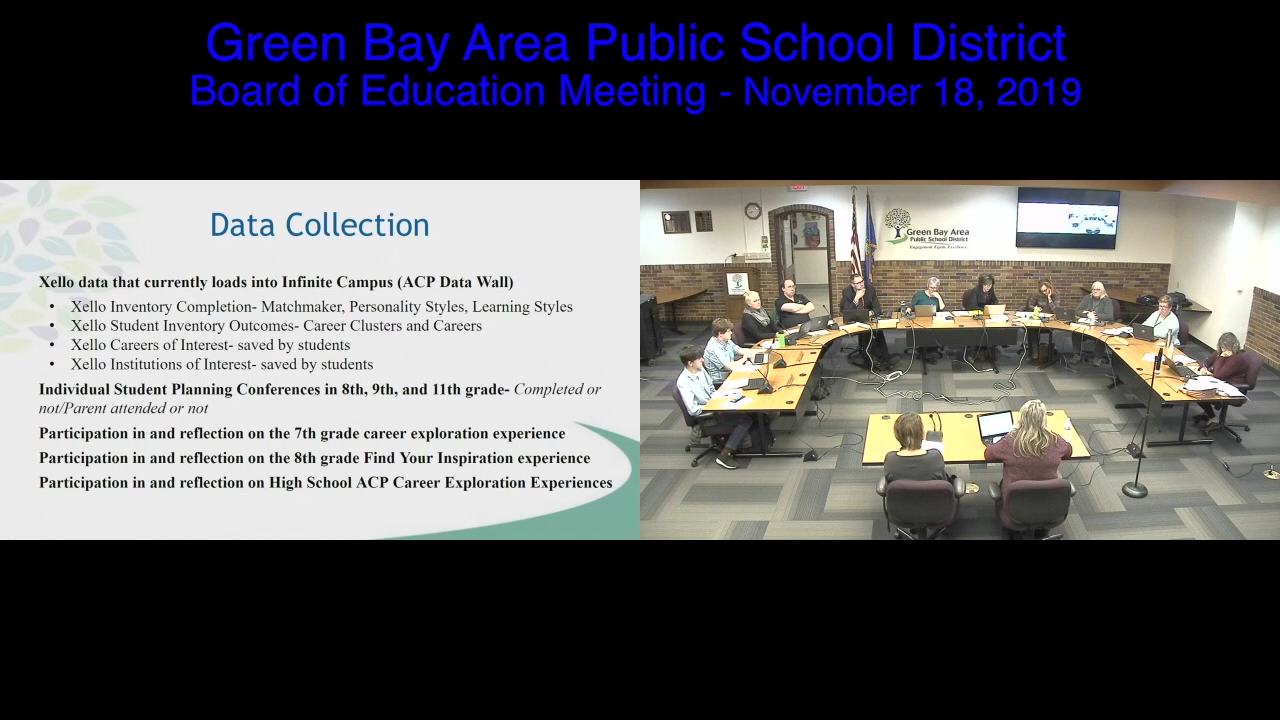 Green Bay Area Public School District
Board of Education Meeting - November 18, 2019
Data Collection
Xello data that currently loads into Infinite Campus (ACP Data Wall)
• Xello Inventory Completion- Matchmaker, Personality Styles, Learning Styles
• Xello Student Inventory Outcomes- Career Clusters and Careers
• Xello Careers of Interest- saved by students
• Xello Institutions of Interest- saved by students
Individual Student Planning Conferences in 8th, 9th, and 11th grade- Completed or
not/Parent attended or not
Participation in and reflection on the 7th grade career exploration experience
Participation in and reflection on the 8th grade Find Your Inspiration experience
Participation in and reflection on High School ACP Career Exploration Experiences
Green Bay Area
Public School District